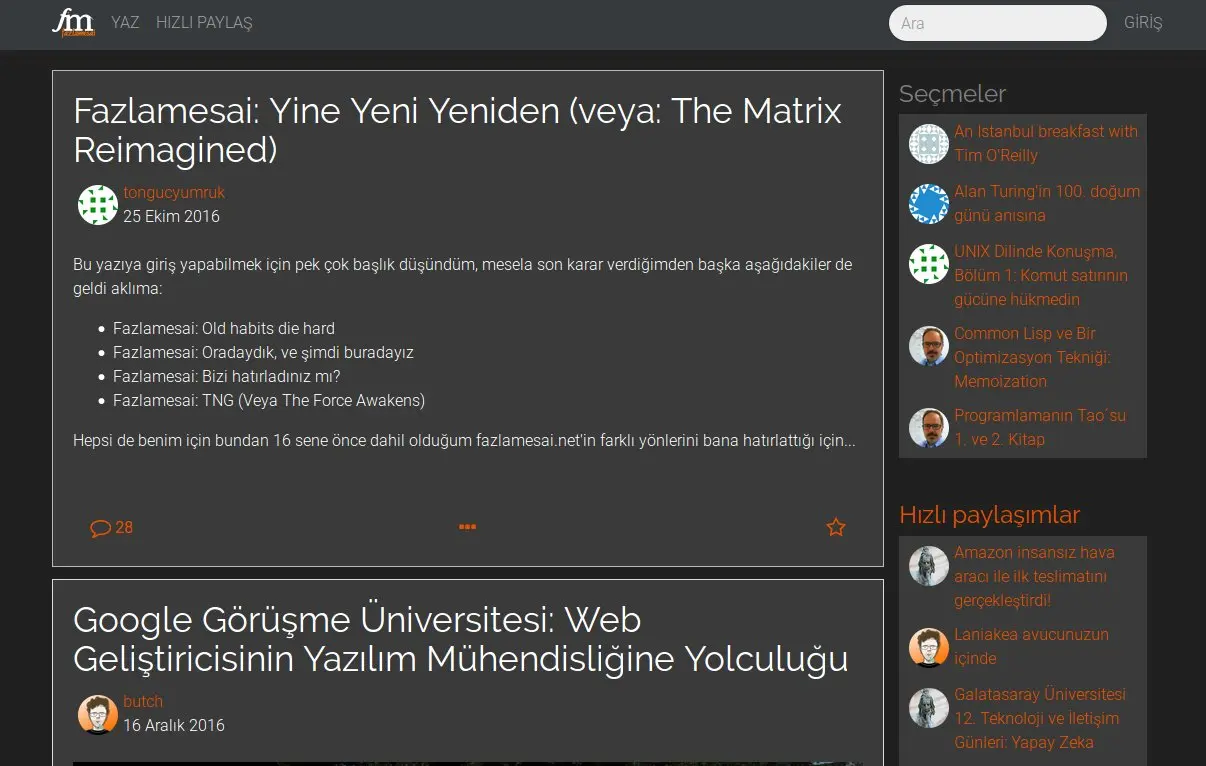 fm
fazlamesai
YAZ
HIZLI PAYLAŞ
Ara
GİRİŞ
Fazlamesai: Yine Yeni Yeniden (veya: The Matrix
Reimagined)
tongucyumruk
25 Ekim 2016
Bu yazıya giriş yapabilmek için pek çok başlık düşündüm, mesela son karar verdiğimden başka aşağıdakiler de
geldi aklıma:
Fazlamesai: Old habits die hard
Fazlamesai: Oradaydık, ve şimdi buradayız
Fazlamesai: Bizi hatırladınız mı?
Fazlamesai: TNG (Veya The Force Awakens)
Hepsi de benim için bundan 16 sene önce dahil olduğum fazlamesai.net'in farklı yönlerini bana hatırlattığı için...
28
Google Görüşme Üniversitesi: Web
Geliştiricisinin Yazılım Mühendisliğine Yolculuğu
butch
16 Aralık 2016
Seçmeler
An Istanbul breakfast with
Tim O'Reilly
Alan Turing'in 100. doğum
günü anısına
UNIX Dilinde Konuşma,
Bölüm 1: Komut satırının
gücüne hükmedin
Common Lisp ve Bir
Optimizasyon Tekniği:
Memoization
Programlamanın Tao´su
1. ve 2. Kitap
Hızlı paylaşımlar
Amazon insansız hava
aracı ile ilk teslimatını
gerçekleştirdi!
Laniakea avucunuzun
içinde
Galatasaray Üniversitesi
12. Teknoloji ve İletişim
Günleri: Yapay Zeka